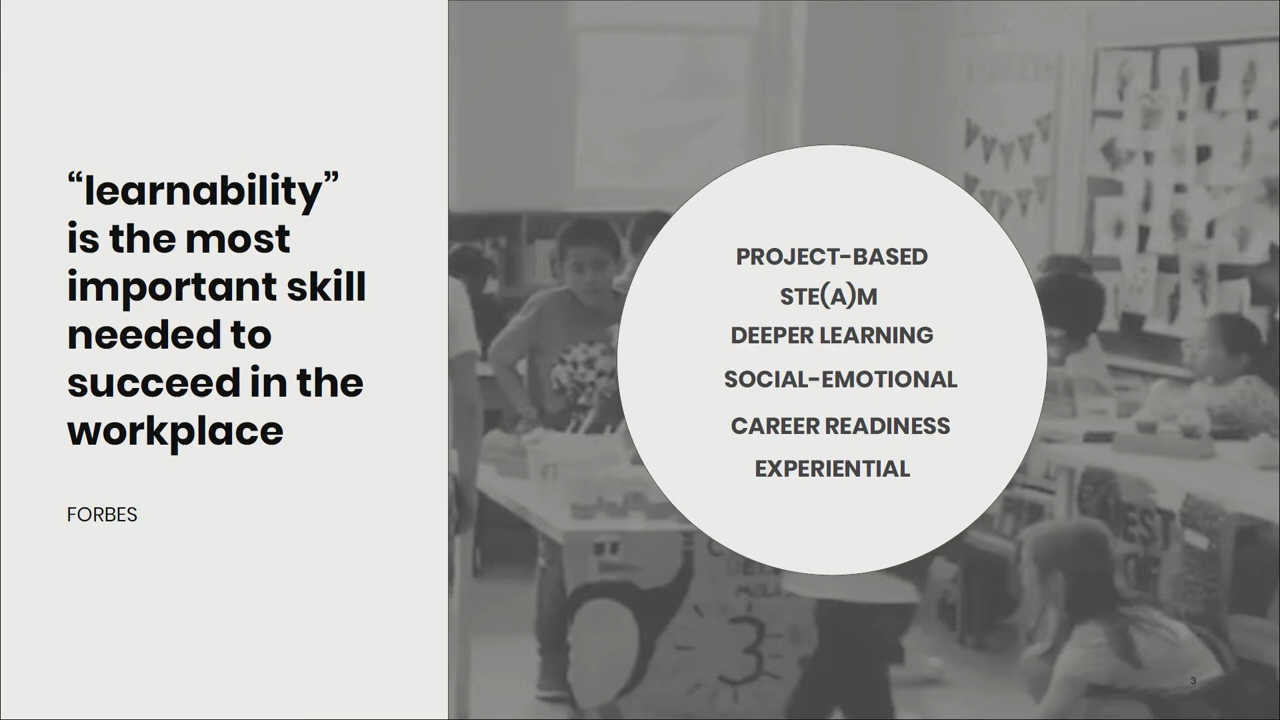 “learnability”
is the most
important skill
needed to
succeed in the
workplace
FORBES
PROJECT-BASED
STE(A)M
DEEPER LEARNING
SOCIAL-EMOTIONAL
CAREER READINESS
EXPERIENTIAL
3
3